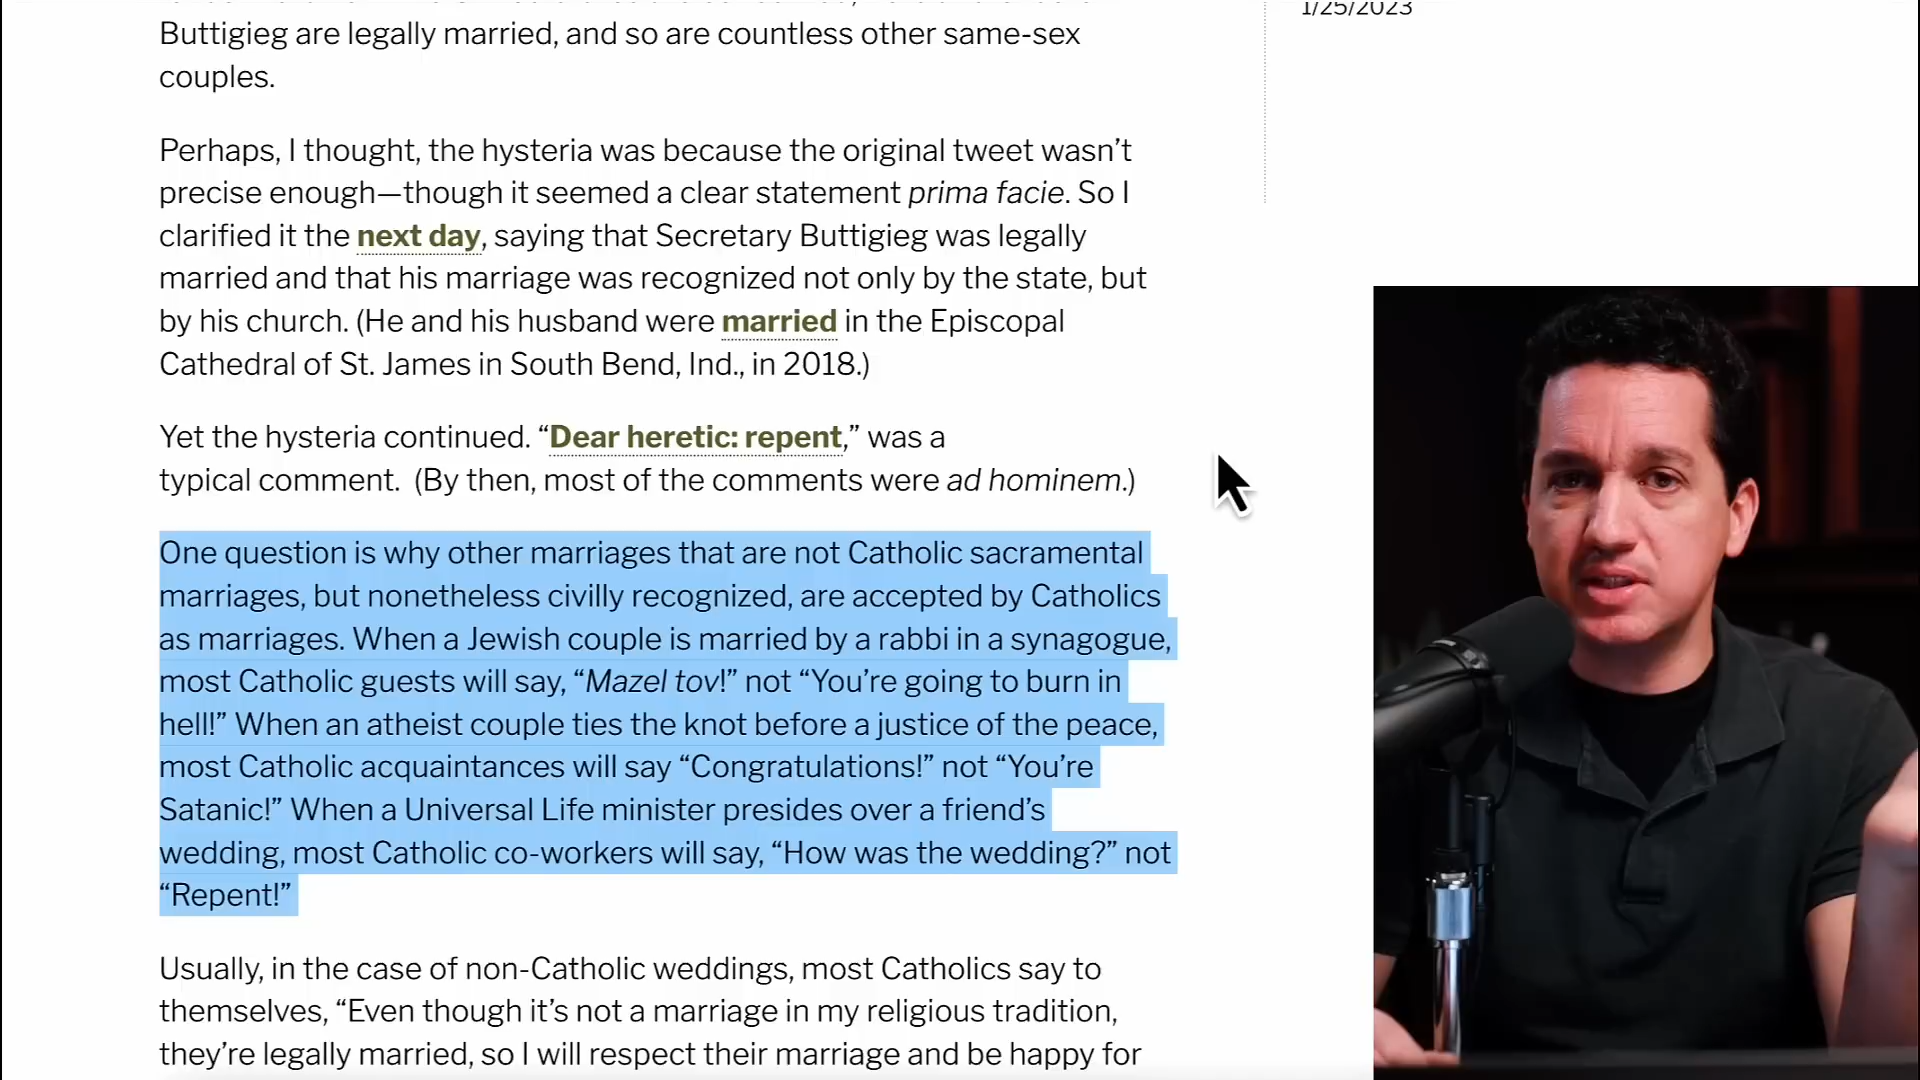 1/25/2023
Buttigieg are legally married, and so are countless other same-sex
couples.
Perhaps, I thought, the hysteria was because the original tweet wasn’t
precise enough—though it seemed a clear statement prima facie. So I
clarified it the next day, saying that Secretary Buttigieg was legally
married and that his marriage was recognized not only by the state, but
by his church. (He and his husband were married in the Episcopal
Cathedral of St. James in South Bend, Ind., in 2018.)
Yet the hysteria continued. “Dear heretic: repent,” was a
typical comment.  (By then, most of the comments were ad hominem.)
One question is why other marriages that are not Catholic sacramental
marriages, but nonetheless civilly recognized, are accepted by Catholics
as marriages. When a Jewish couple is married by a rabbi in a synagogue,
most Catholic guests will say, “Mazel tov!” not “You’re going to burn in
hell!” When an atheist couple ties the knot before a justice of the peace,
most Catholic acquaintances will say “Congratulations!” not “You’re
Satanic!” When a Universal Life minister presides over a friend’s
wedding, most Catholic co-workers will say, “How was the wedding?” not
“Repent!”
Usually, in the case of non-Catholic weddings, most Catholics say to
themselves, “Even though it’s not a marriage in my religious tradition,
they’re legally married, so I will respect their marriage and be happy for